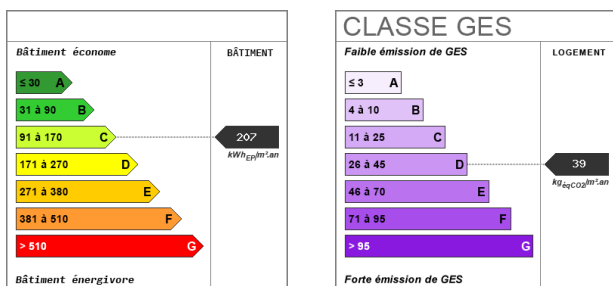 CLASSE GES
Bâtiment économe
BÂTIMENT
≤ 30 A
31 à 90 B
91 à 170 C
207
kWhEP/m².an
171 à 270 D
271 à 380 E
381 à 510 F
> 510 G
Bâtiment énergivore
Faible émission de GES
LOGEMENT
≤ 3 A
4 à 10 B
11 à 25 C
26 à 45 D
39
kgéqCO2/m².an
46 à 70 E
71 à 95 F
> 95 G
Forte émission de GES